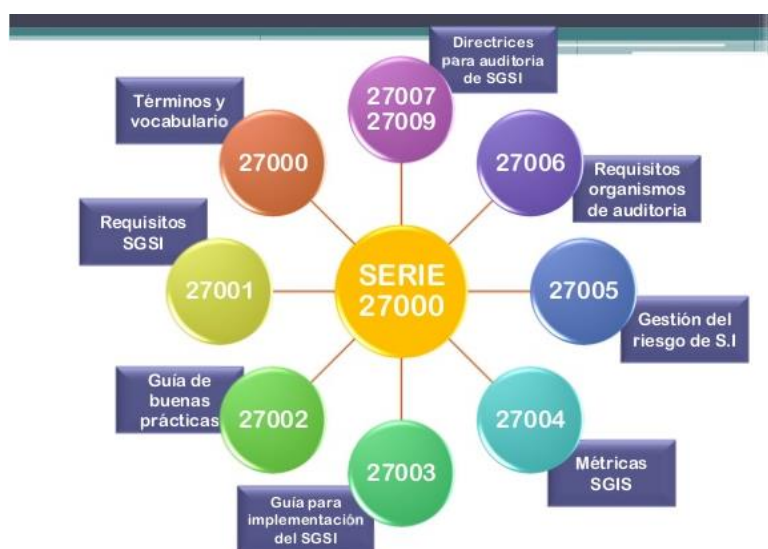 Directrices
para auditoria
de SGSI
27007
27009
Términos y
vocabulario
27000
27006
Requisitos
organismos
de auditoria
Requisitos
SGSI
27001
SERIE
27000
27005
Gestión del
riesgo de S.I
Guía de
buenas
prácticas
27002
27003
Guía para
implementación
del SGSI
27004
Métricas
SGIS